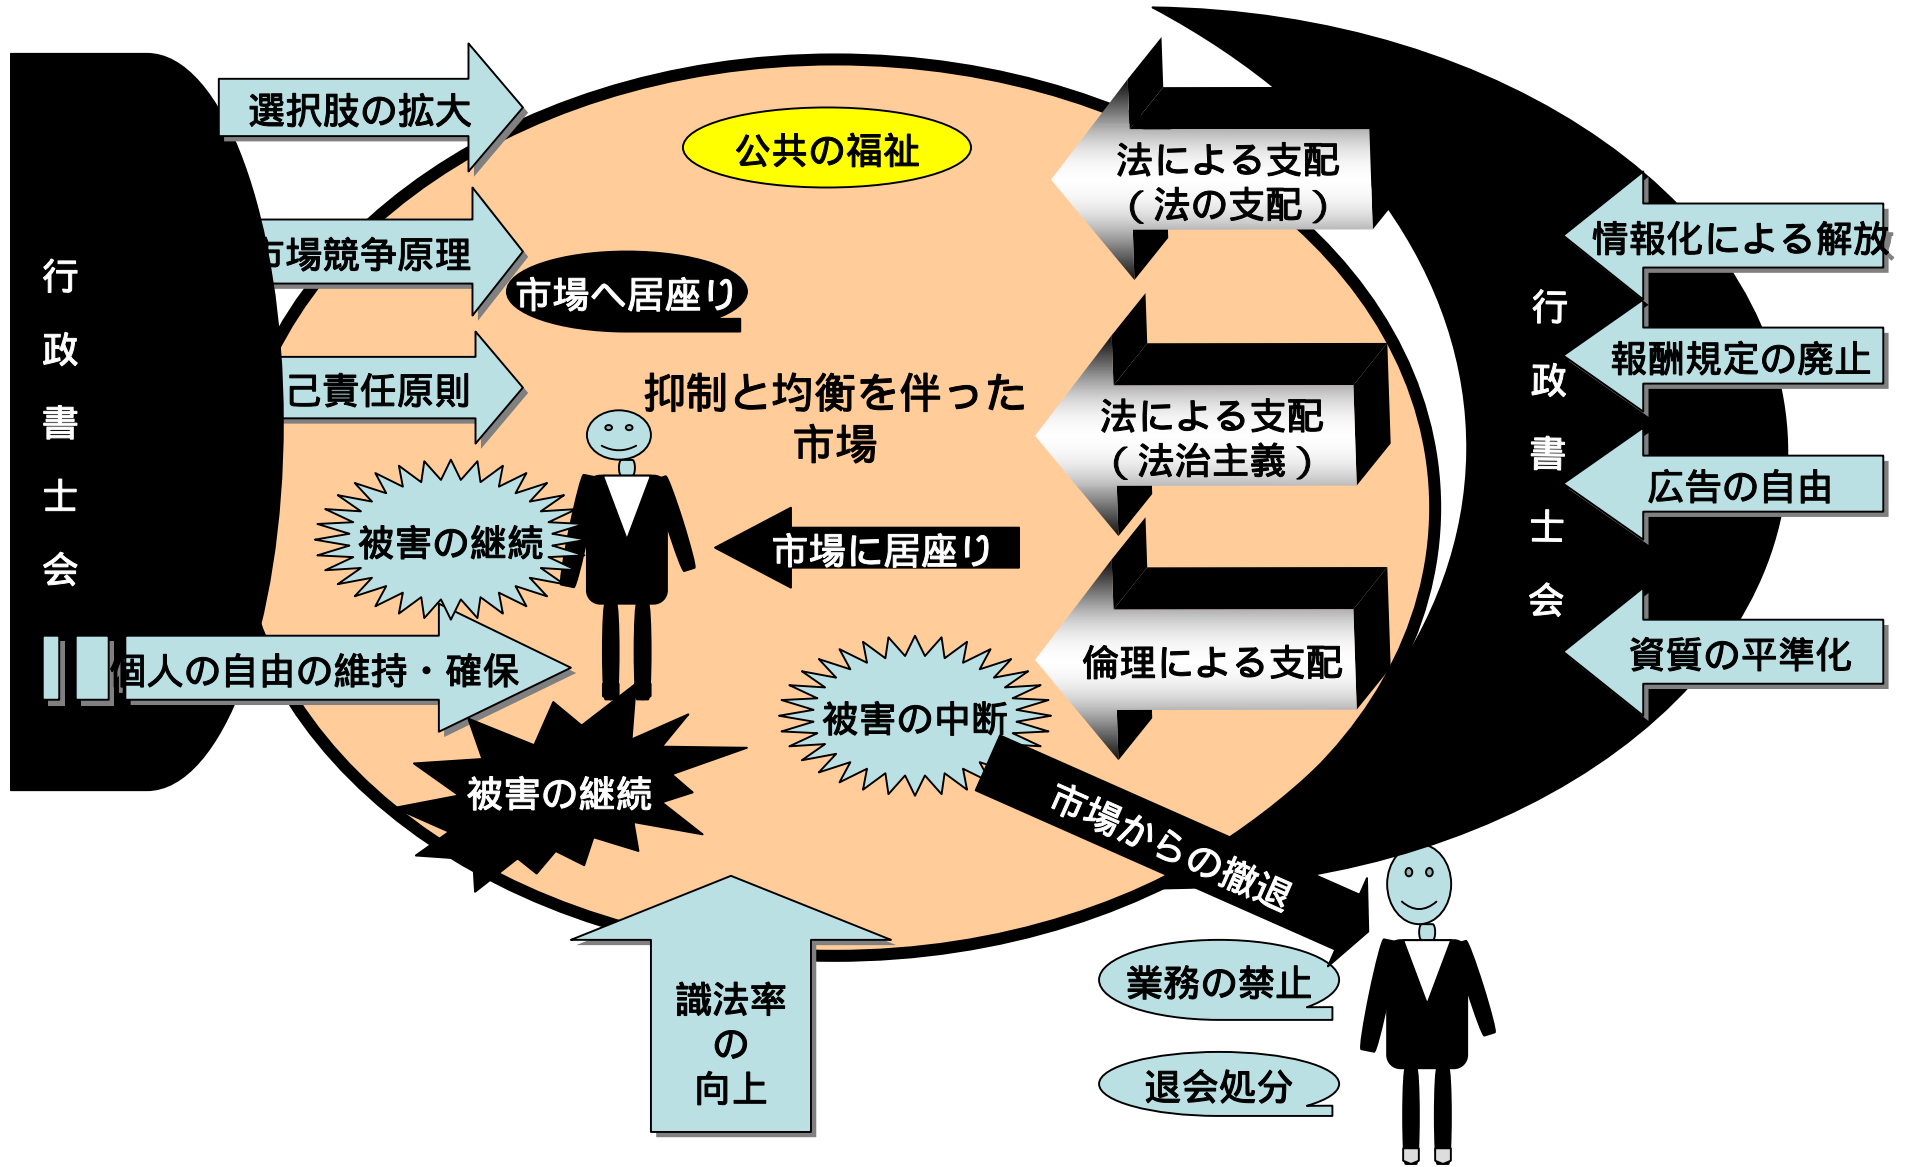 選択肢の拡大
市場競争原理
己責任原則
行政書士会
個人の自由の維持・確保
公共の福祉
市場へ居座り
抑制と均衡を伴った
市場
被害の継続
市場に居座り
被害の継続
被害の中断
市場からの撤退
法による支配
(法の支配)
法による支配
(法治主義)
倫理による支配
行政書士会
情報化による解放
報酬規定の廃止
広告の自由
資質の平準化
識法率
の
向上
業務の禁止
退会処分